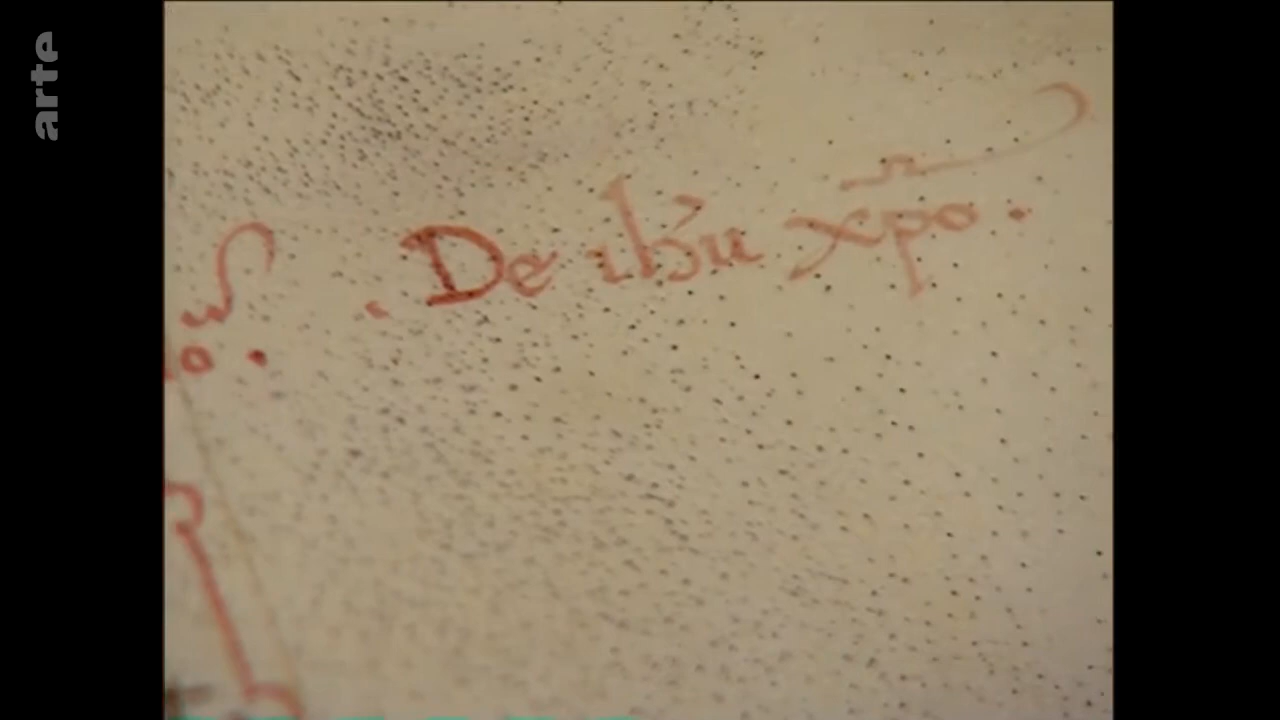 arte
. De ihu xpo .